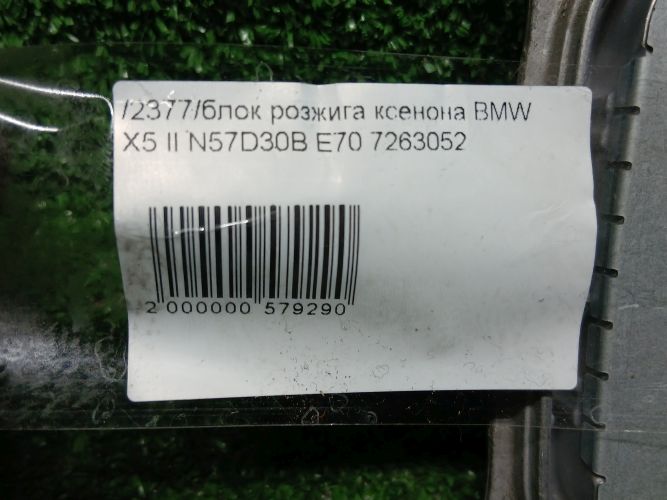 /2377/блок розжига ксенона BMW
X5 II N57D30B E70 7263052
2 000000 579290